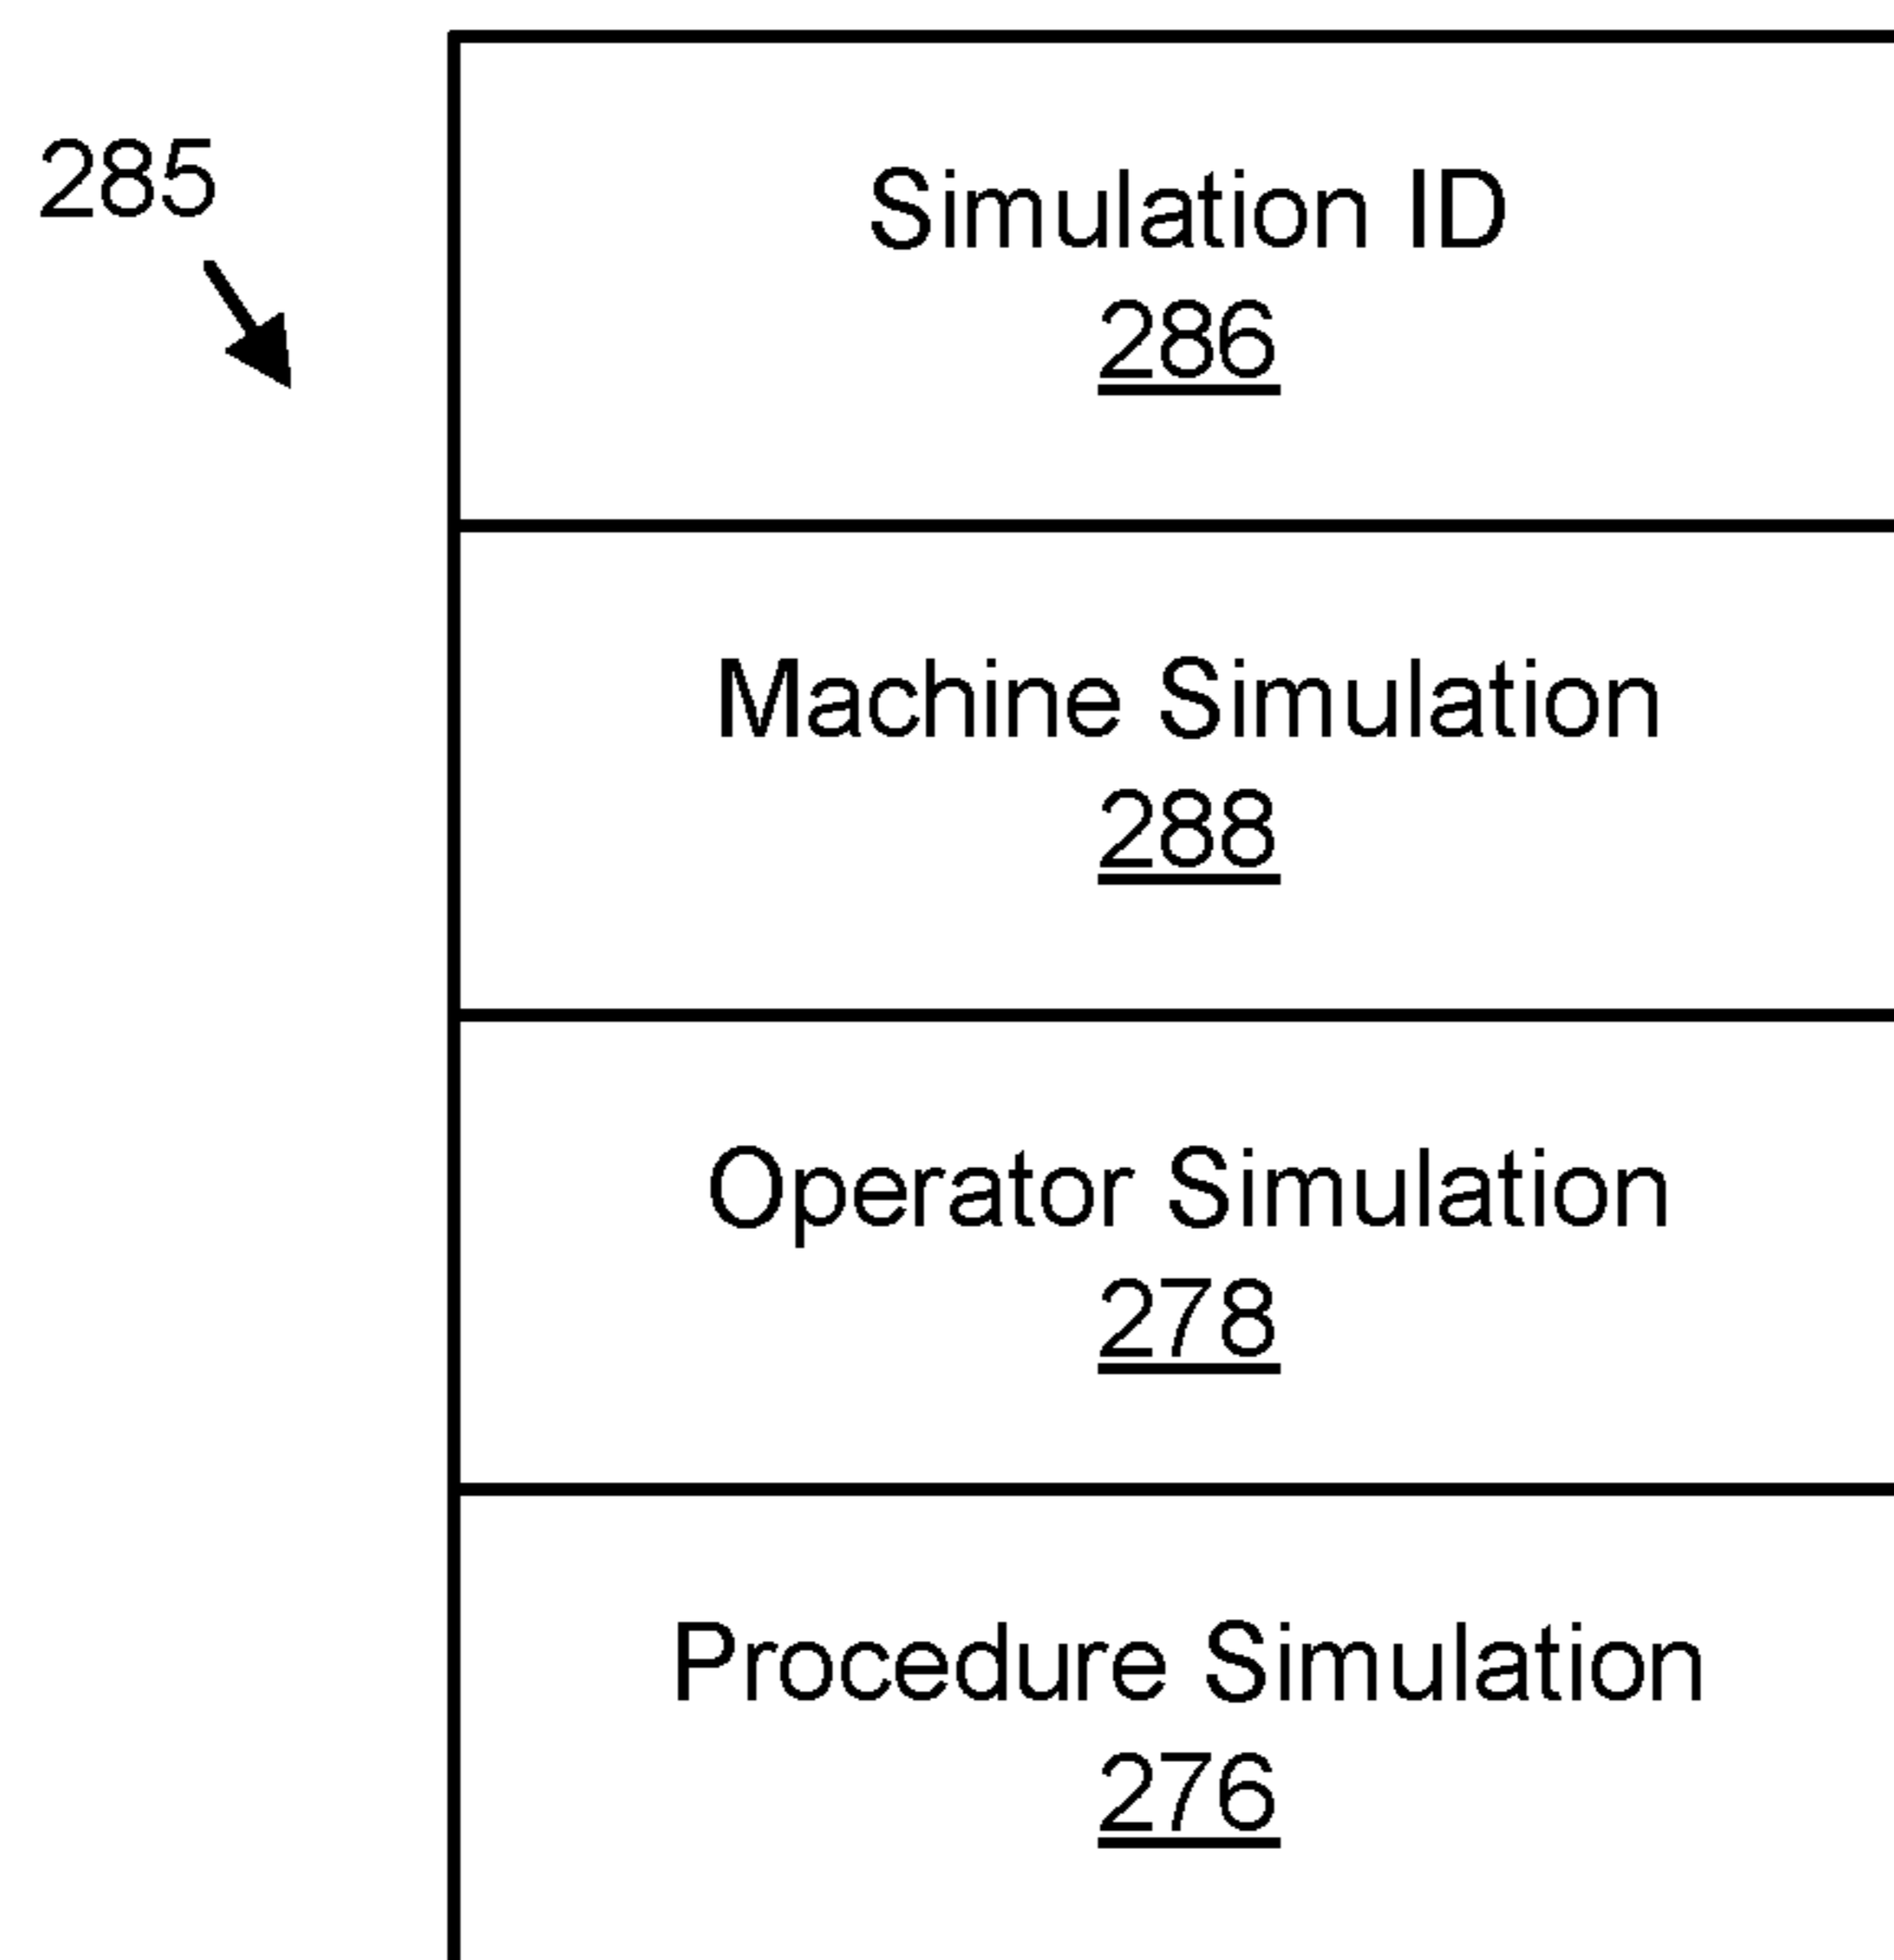 285
Simulation ID
286
Machine Simulation
288
Operator Simulation
278
Procedure Simulation
276